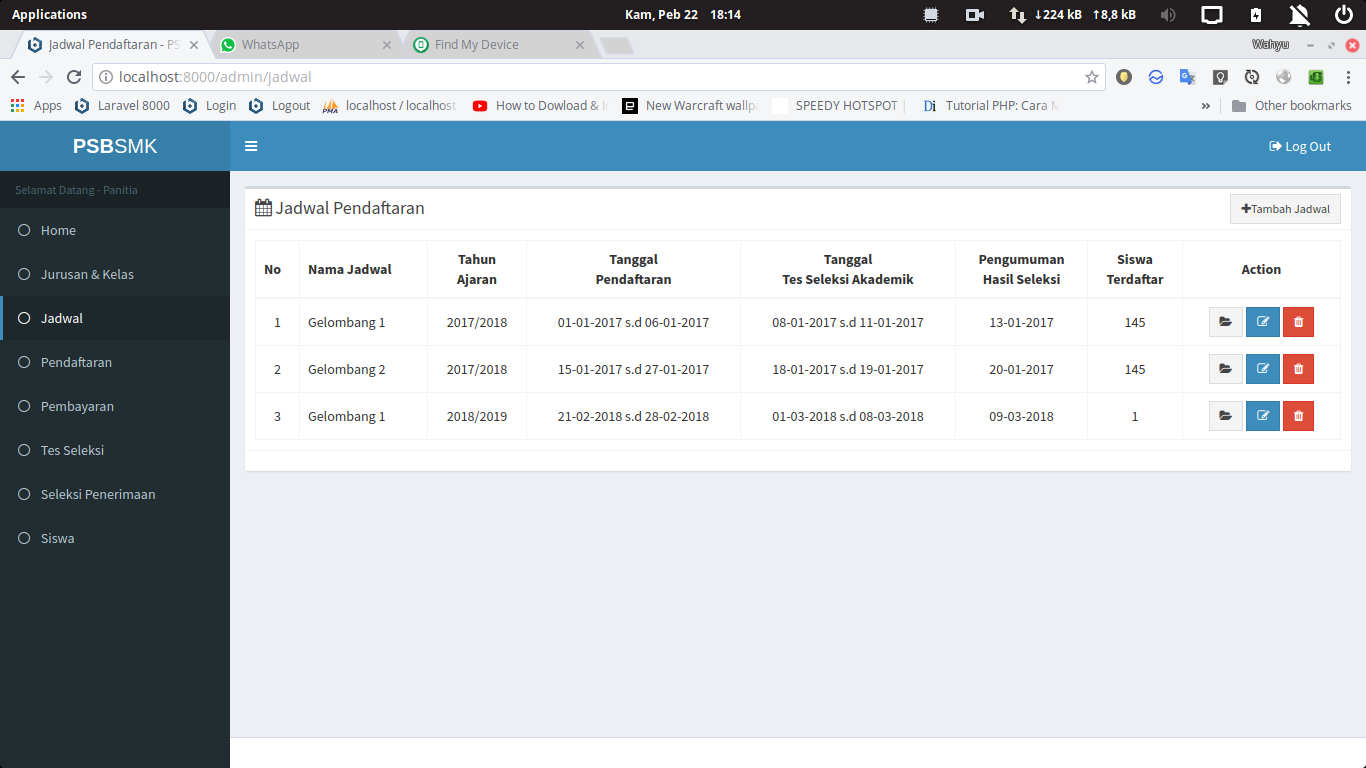 Applications
Kam, Peb 22 18:14
↓224 kB ↑8,8 kB
Jadwal Pendaftaran - PS
WhatsApp
Find My Device
Wahyu
localhost:8000/admin/jadwal
Apps
Laravel 8000
Login
Logout
localhost / localhost
How to Dowload & I
New Warcraft wallpa
SPEEDY HOTSPOT
Tutorial PHP: Cara M
»
Other bookmarks
PSBSMK
Log Out
Selamat Datang - Panitia
Home
Jurusan & Kelas
Jadwal
Pendaftaran
Pembayaran
Tes Seleksi
Seleksi Penerimaan
Siswa
Jadwal Pendaftaran
+Tambah Jadwal
No Nama Jadwal Tahun Ajaran Tanggal Pendaftaran Tanggal Tes Seleksi Akademik Pengumuman Hasil Seleksi Siswa Terdaftar Action
1 Gelombang 1 2017/2018 01-01-2017 s.d 06-01-2017 08-01-2017 s.d 11-01-2017 13-01-2017 145
2 Gelombang 2 2017/2018 15-01-2017 s.d 27-01-2017 18-01-2017 s.d 19-01-2017 20-01-2017 145
3 Gelombang 1 2018/2019 21-02-2018 s.d 28-02-2018 01-03-2018 s.d 08-03-2018 09-03-2018 1